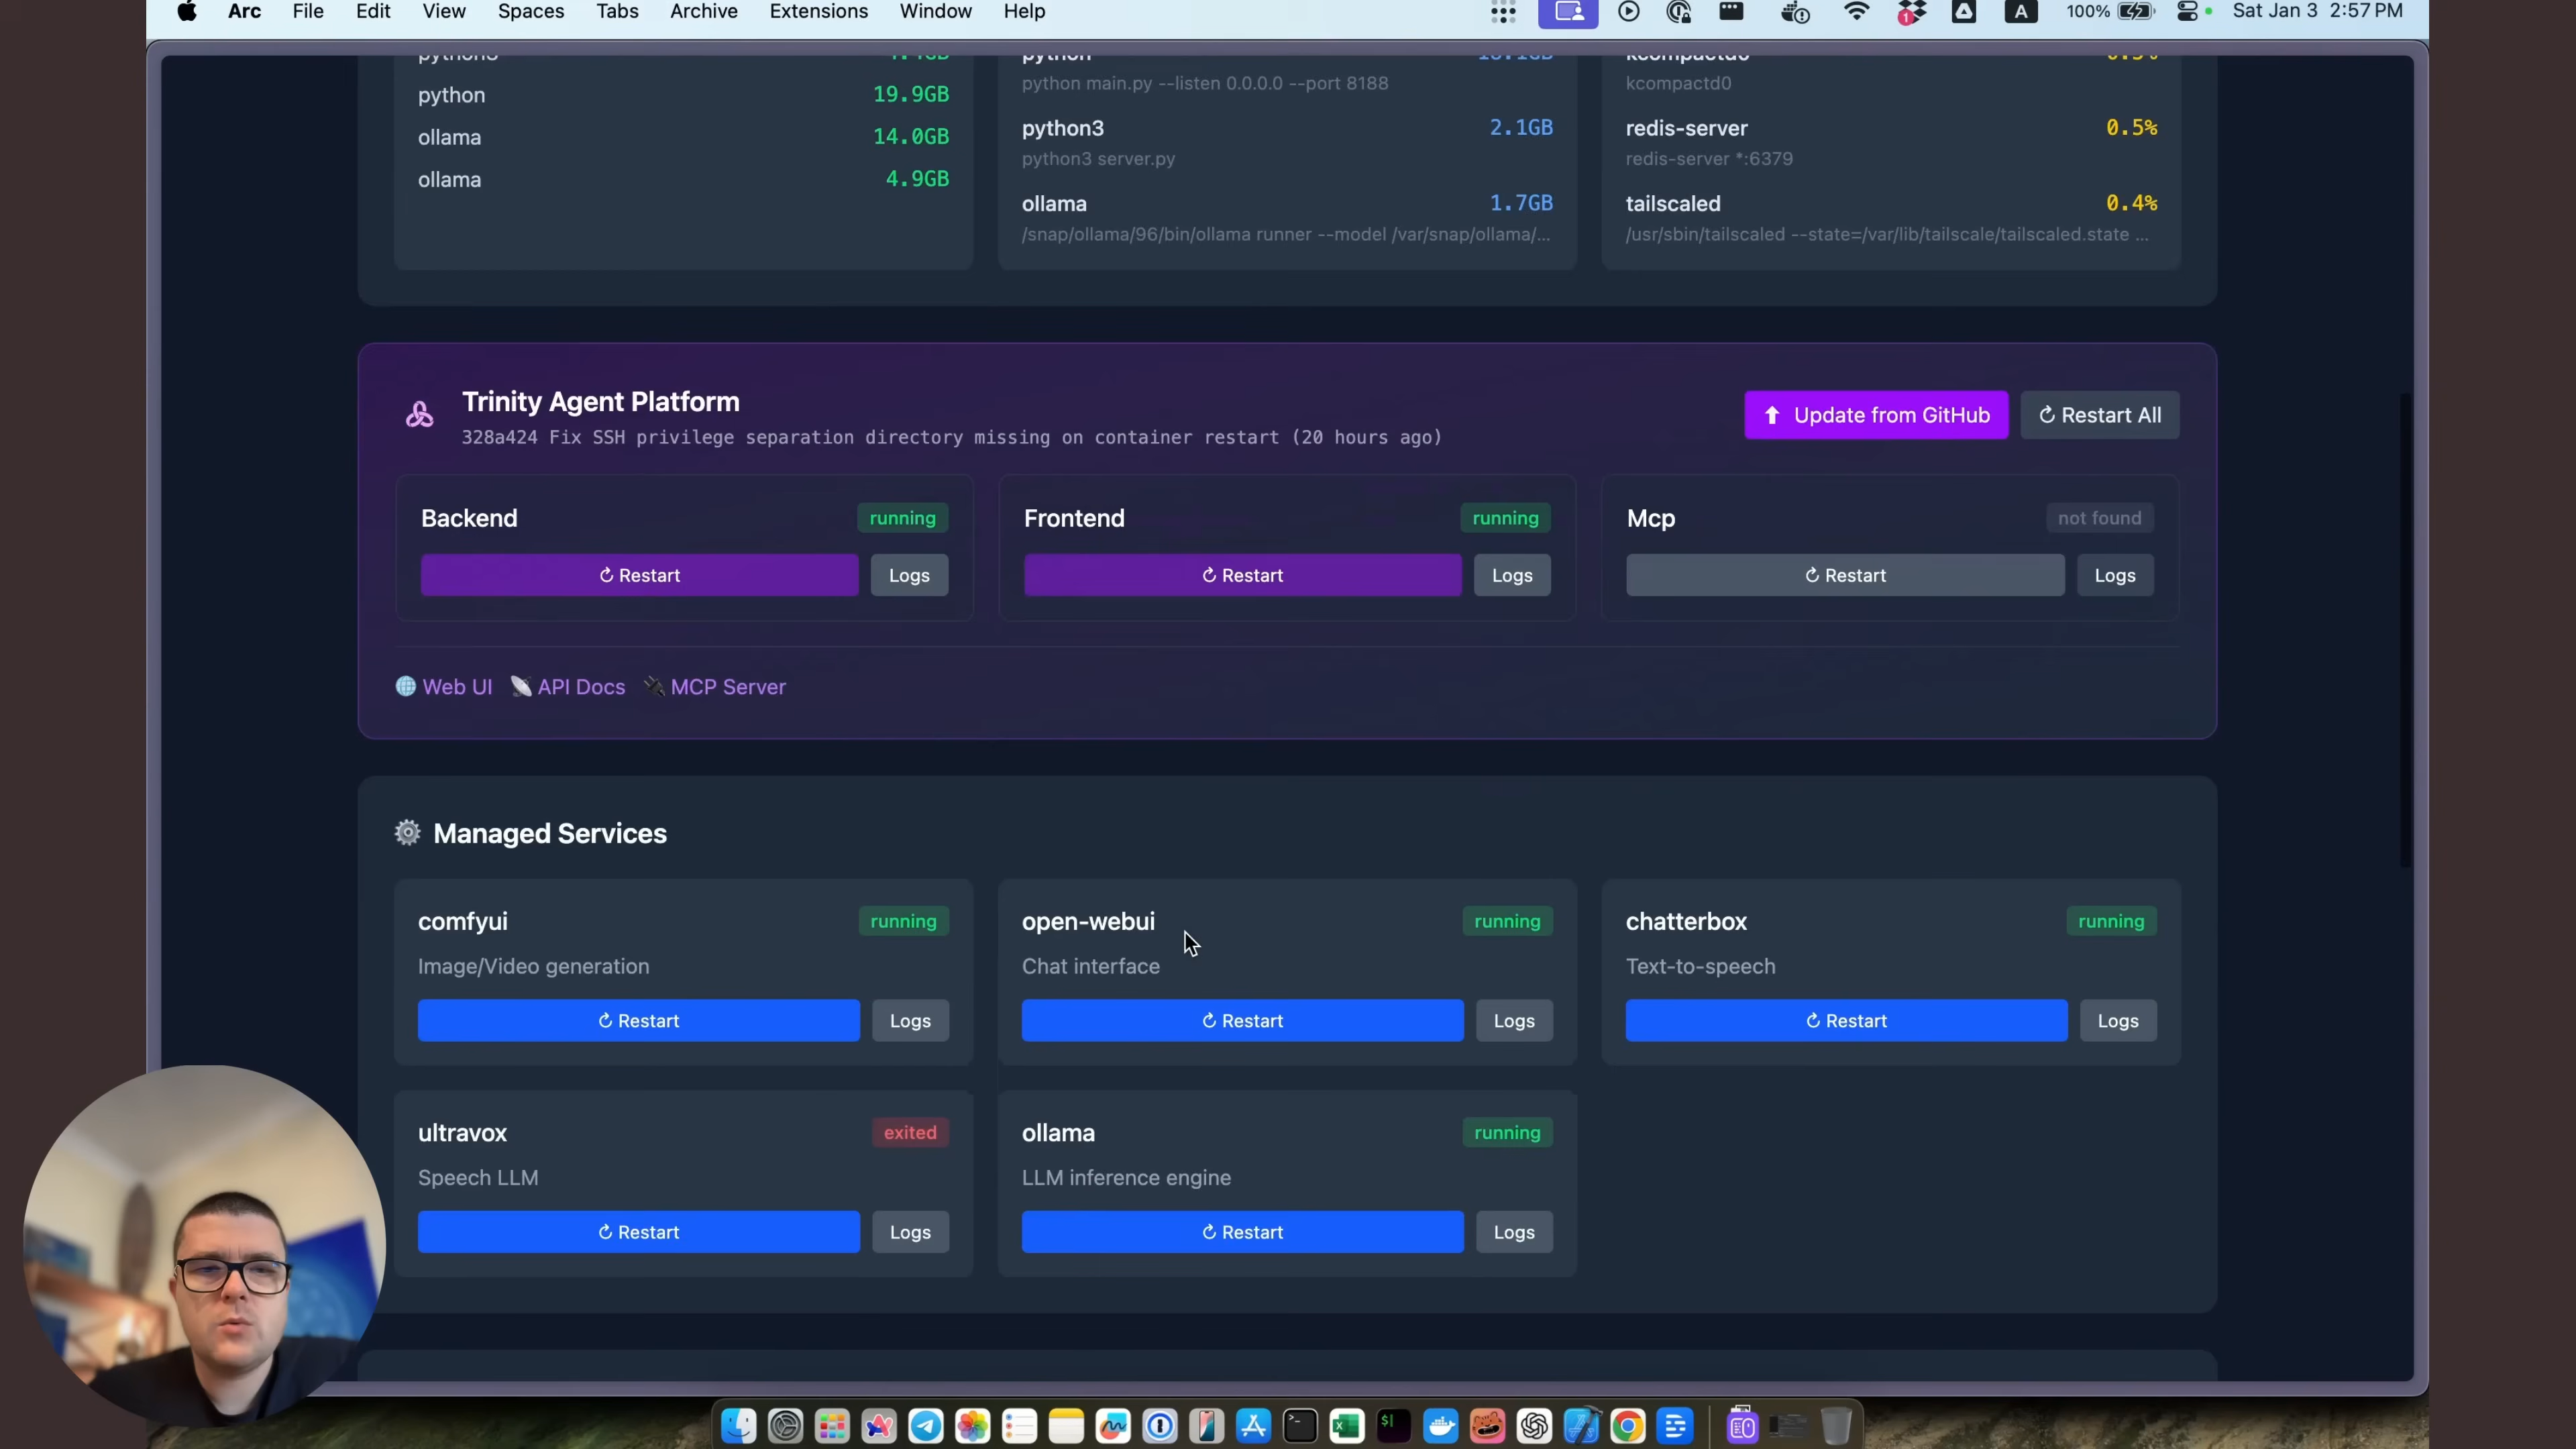 Arc File Edit View Spaces Tabs Archive Extensions Window Help
1 A 100% Sat Jan 3 2:57 PM
python
19.9GB
ollama
14.0GB
ollama
4.9GB
python
python main.py --listen 0.0.0.0 --port 8188
python3
2.1GB
python3 server.py
ollama
1.7GB
/snap/ollama/96/bin/ollama runner --model /var/snap/ollama/...
kcompactd0
kcompactd0
redis-server
0.5%
redis-server *:6379
tailscaled
0.4%
/usr/sbin/tailscaled --state=/var/lib/tailscale/tailscaled.state ...
Trinity Agent Platform
328a424 Fix SSH privilege separation directory missing on container restart (20 hours ago)
Update from GitHub
Restart All
Backend
running
Restart
Logs
Frontend
running
Restart
Logs
Mcp
not found
Restart
Logs
Web UI API Docs MCP Server
Managed Services
comfyui
running
Image/Video generation
Restart
Logs
open-webui
running
Chat interface
Restart
Logs
chatterbox
running
Text-to-speech
Restart
Logs
ultravox
exited
Speech LLM
Restart
Logs
ollama
running
LLM inference engine
Restart
Logs